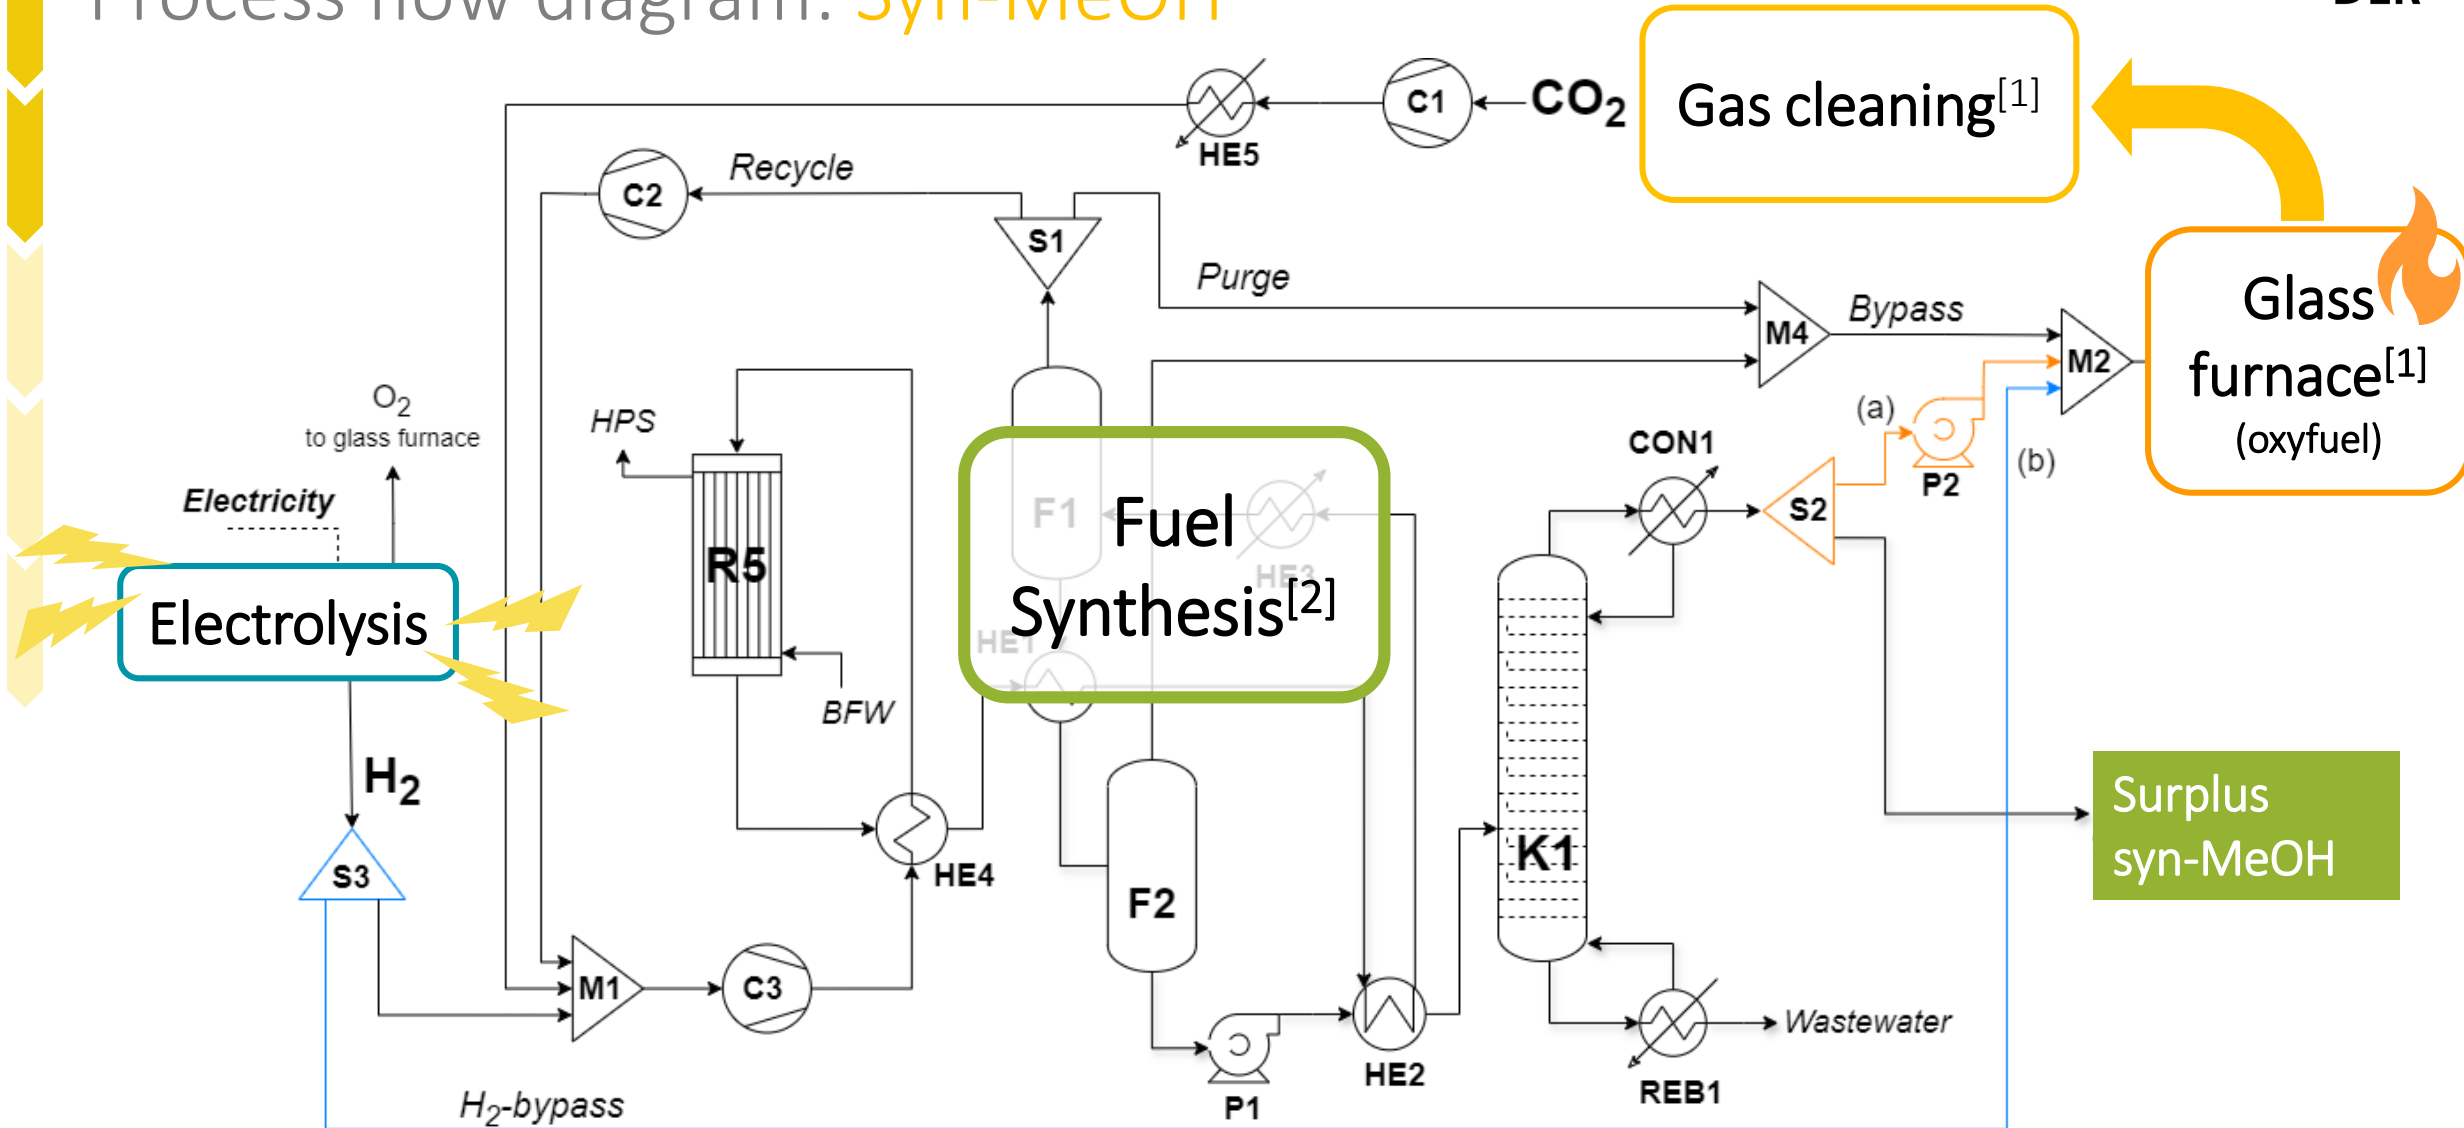 Process flow diagram: Syn-MeOH
DLR
CO2
Gas cleaning[1]
C1
HE5
Recycle
C2
S1
Purge
Glass
furnace[1]
(oxyfuel)
M4
Bypass
M2
O2
to glass furnace
HPS
(a)
CON1
(b)
P2
Electricity
F1
Fuel
Synthesis[2]
HE3
S2
R5
Electrolysis
HE1
BFW
H2
Surplus
syn-MeOH
HE4
K1
S3
F2
M1
C3
Wastewater
HE2
REB1
P1
H2-bypass